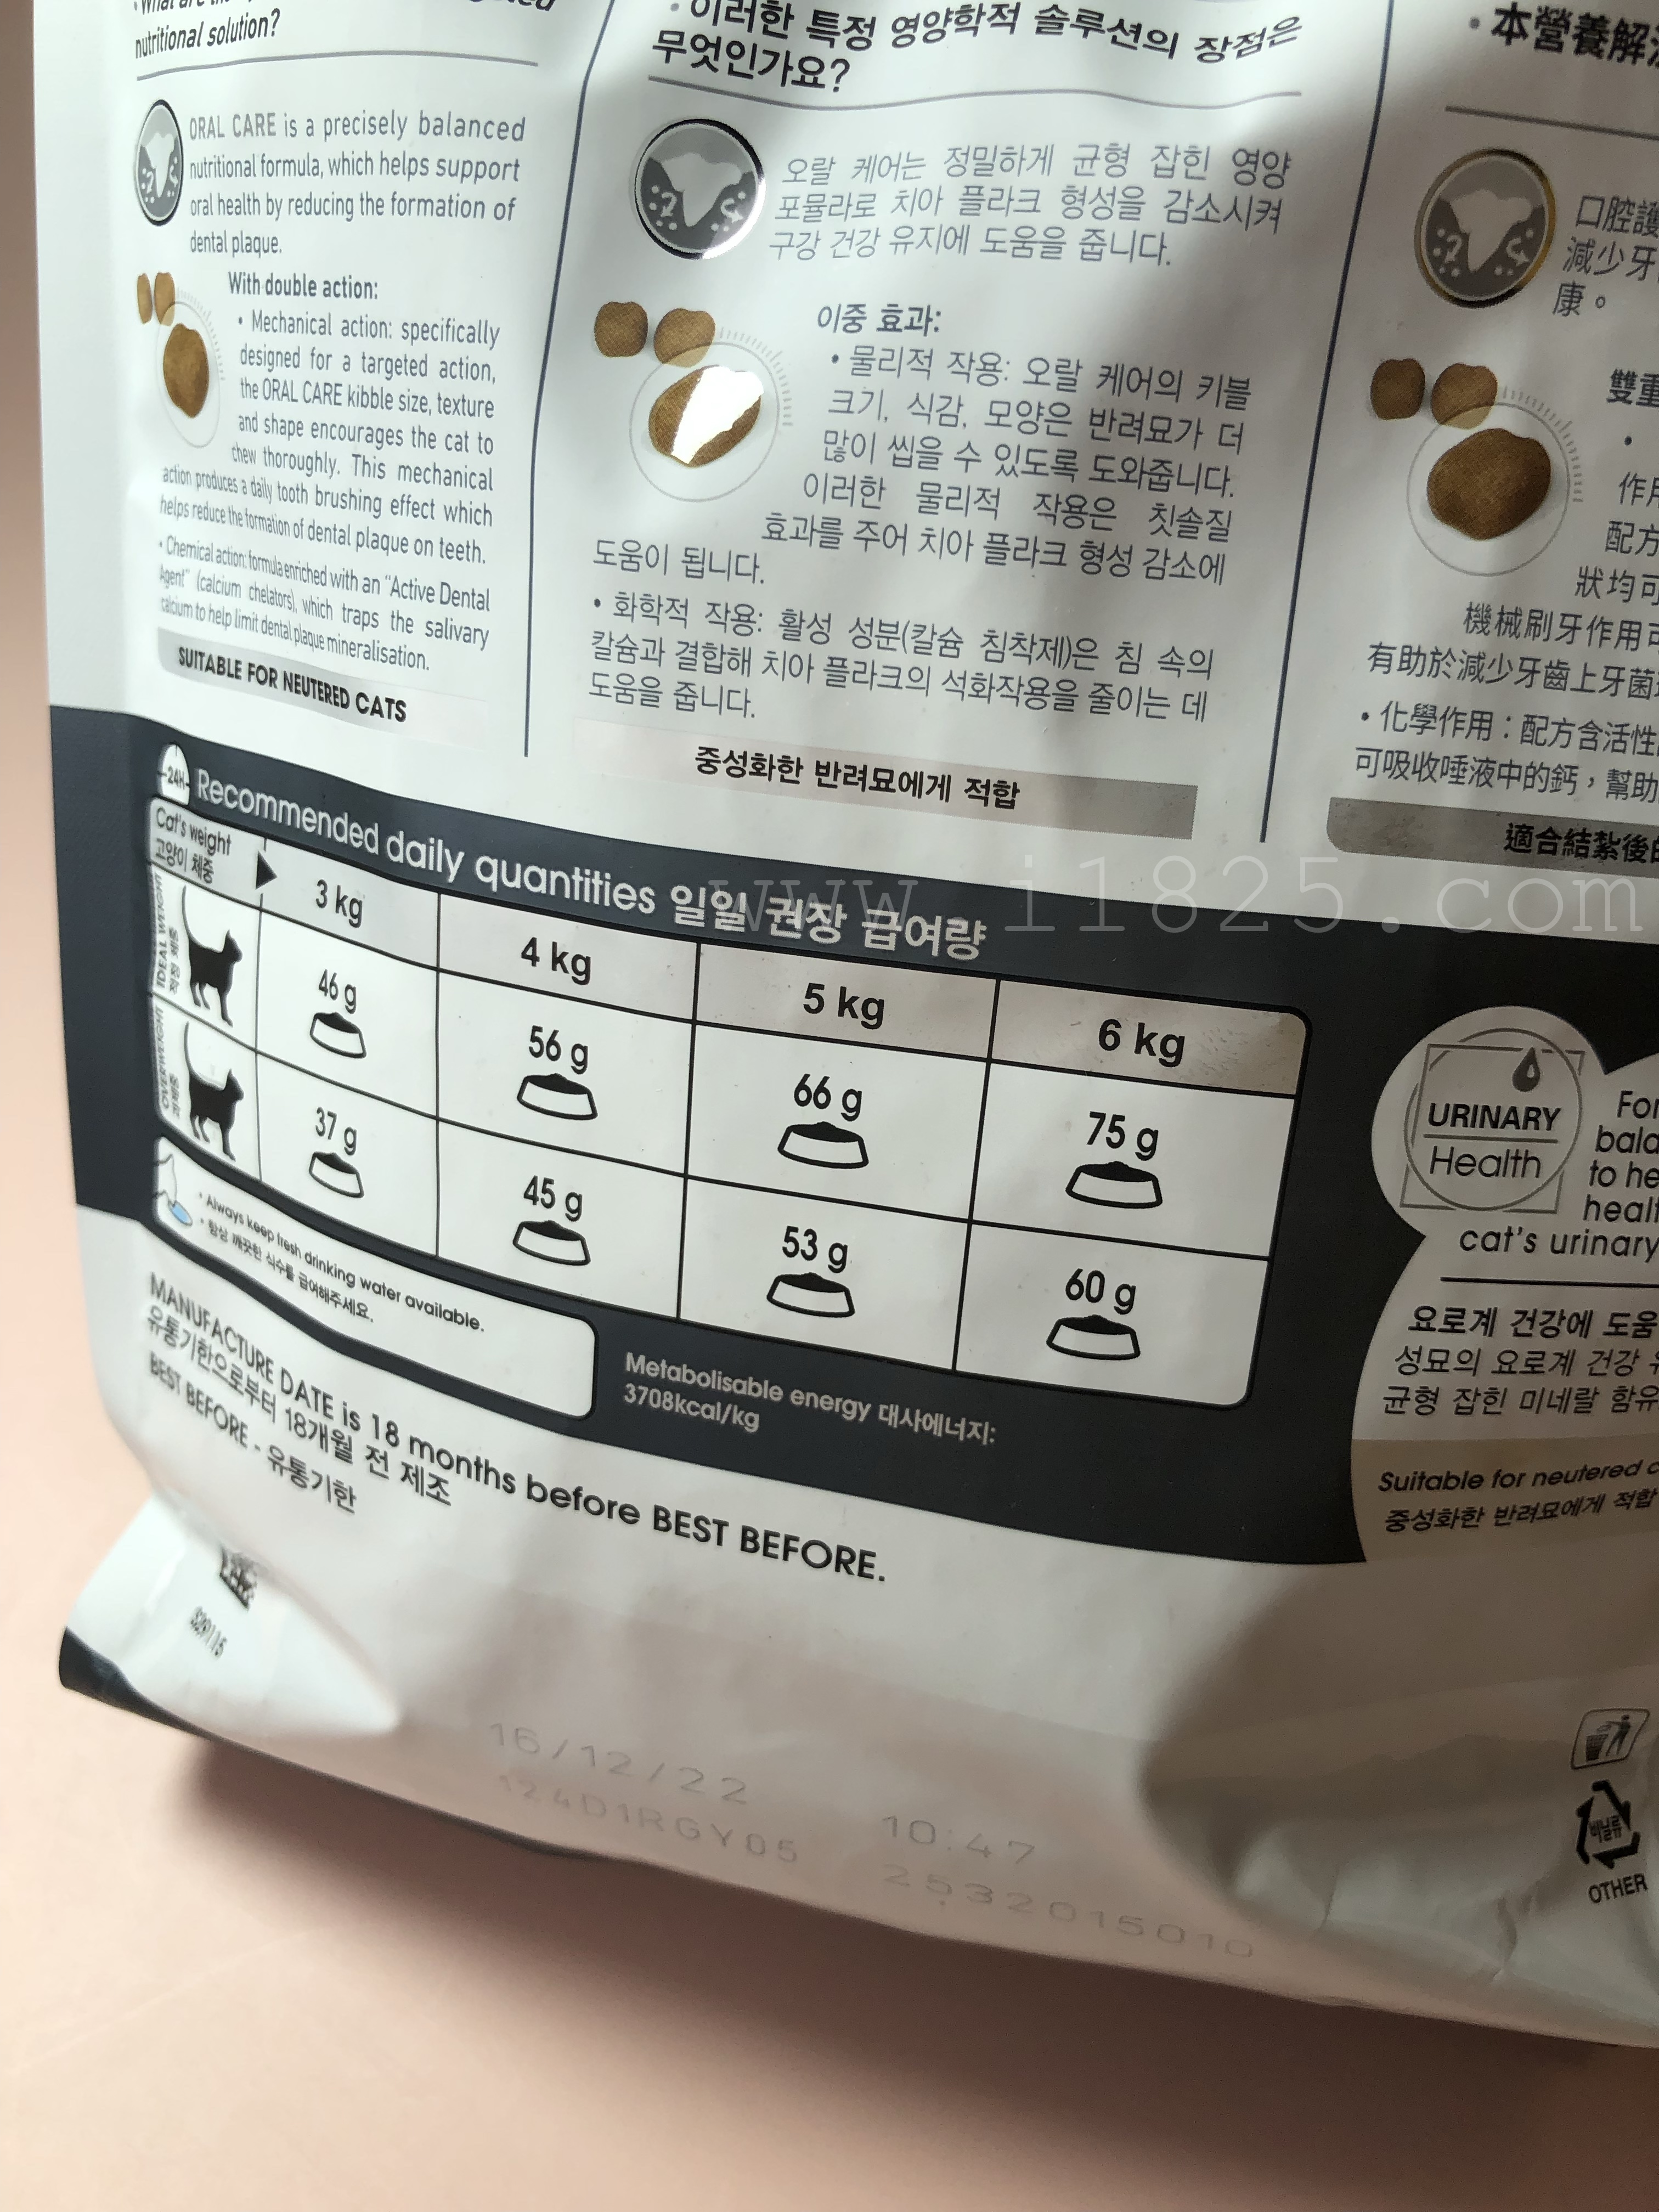 nutritional solution?
ORAL CARE is a precisely balanced
nutritional formula, which helps support
oral health by reducing the formation of
dental plaque.
With double action:
• Mechanical action: specifically
designed for a targeted action,
the ORAL CARE kibble size, texture
and shape encourages the cat to
chew thoroughly. This mechanical
action produces a daily tooth brushing effect which
helps reduce the formation of dental plaque on teeth.
• Chemical action: formula enriched with an "Active Dental
Agent" (calcium chelators), which traps the salivary
calcium to help limit dental plaque mineralisation.
SUITABLE FOR NEUTERED CATS
• 이러한 특정 영양학적 솔루션의 장점은
무엇인가요?
오랄 케어는 정밀하게 균형 잡힌 영양
포뮬라로 치아 플라크 형성을 감소시켜
구강 건강 유지에 도움을 줍니다.
이중 효과:
• 물리적 작용: 오랄 케어의 키블
크기, 식감, 모양은 반려묘가 더
많이 씹을 수 있도록 도와줍니다.
이러한 물리적 작용은 칫솔질
효과를 주어 치아 플라크 형성 감소에
도움이 됩니다.
• 화학적 작용: 활성 성분(칼슘 침착제)은 침 속의
칼슘과 결합해 치아 플라크의 석화작용을 줄이는 데
도움을 줍니다.
중성화한 반려묘에게 적합
• 本營養解
口腔護
減少牙
康。
雙重
•
作用
配方
狀均可
機械刷牙作用可
有助於減少牙齒上牙菌
• 化學作用：配方含活性
可吸收唾液中的鈣，幫助
適合結紮後
24H
Recommended daily quantities 일일 권장 급여량
www.i1825.com
Cat's weight
고양이 체중
3 kg
4 kg
5 kg
6 kg
IDEAL WEIGHT
적정 체중
46 g
56 g
66 g
75 g
OVERWEIGHT
과체중
37 g
45 g
53 g
60 g
• Always keep fresh drinking water available.
• 항상 깨끗한 식수를 급여해주세요.
Metabolisable energy 대사에너지:
3708kcal/kg
MANUFACTURE DATE is 18 months before BEST BEFORE.
유통기한으로부터 18개월 전 제조
BEST BEFORE - 유통기한
URINARY
Health
For
bala
to he
healt
cat's urinary
요로계 건강에 도움
성묘의 요로계 건강
균형 잡힌 미네랄 함유
Suitable for neutered c
중성화한 반려묘에게 적합
16/12/22 10:47
124D1RGY05 2532015010
비닐류
OTHER